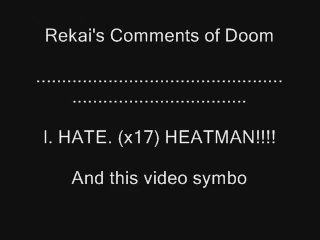 Rekai's Comments of Doom
................................................
..................................
I. HATE. (x17) HEATMAN!!!!
And this video symbo